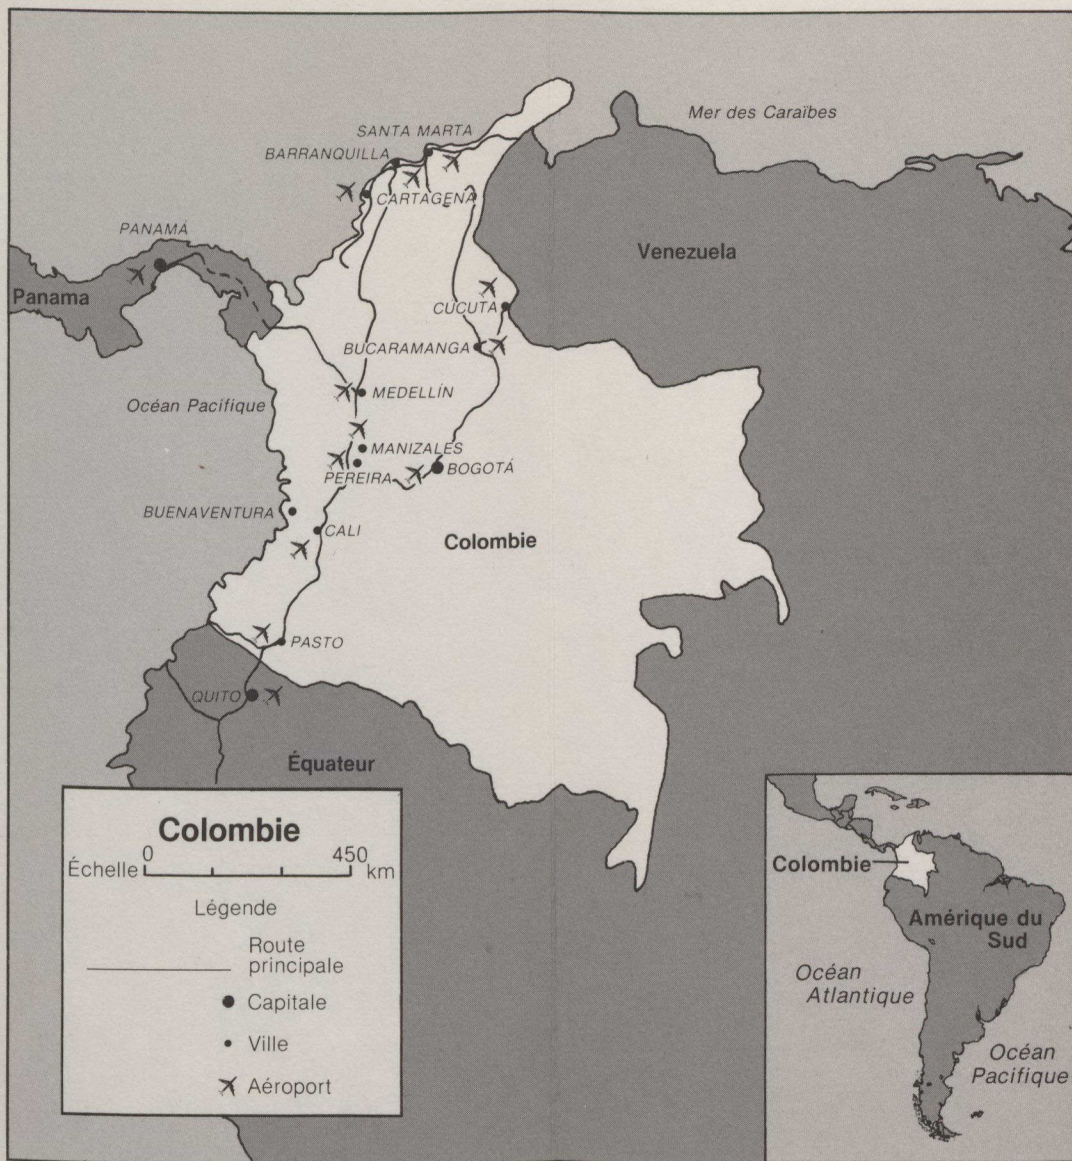 Mer des Caraïbes
SANTA MARTA
BARRANQUILLA
CARTAGENA
PANAMÁ
Venezuela
Panama
CÚCUTA
BUCARAMANGA
MEDELLÍN
Océan Pacifique
MANIZALES
PEREIRA
BOGOTÁ
BUENAVENTURA
CALI
Colombie
PASTO
QUITO
Équateur
Colombie
0 450
Échelle km
Légende
Route
principale
Capitale
Ville
Aéroport
Colombie
Amérique du
Sud
Océan
Atlantique
Océan
Pacifique